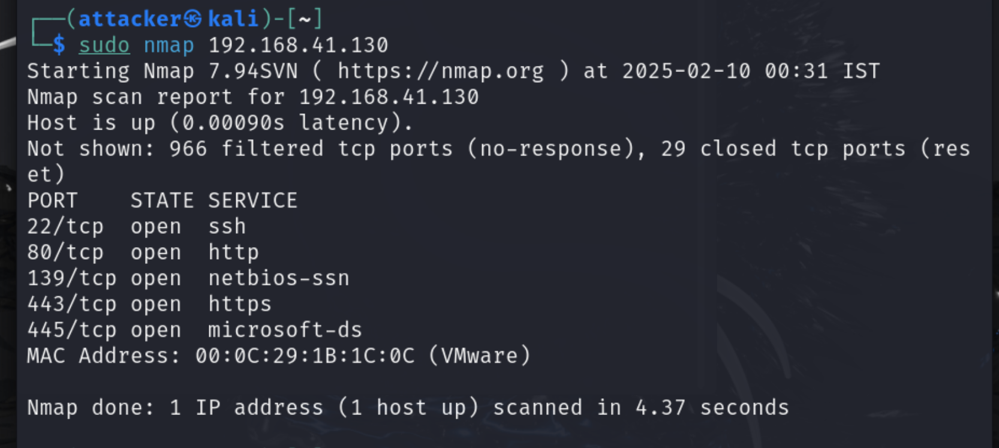 ┌──(attacker㉿kali)-[~]
└─$ sudo nmap 192.168.41.130
Starting Nmap 7.94SVN ( https://nmap.org ) at 2025-02-10 00:31 IST
Nmap scan report for 192.168.41.130
Host is up (0.00090s latency).
Not shown: 966 filtered tcp ports (no-response), 29 closed tcp ports (res
et)
PORT    STATE SERVICE
22/tcp  open  ssh
80/tcp  open  http
139/tcp open  netbios-ssn
443/tcp open  https
445/tcp open  microsoft-ds
MAC Address: 00:0C:29:1B:1C:0C (VMware)
Nmap done: 1 IP address (1 host up) scanned in 4.37 seconds